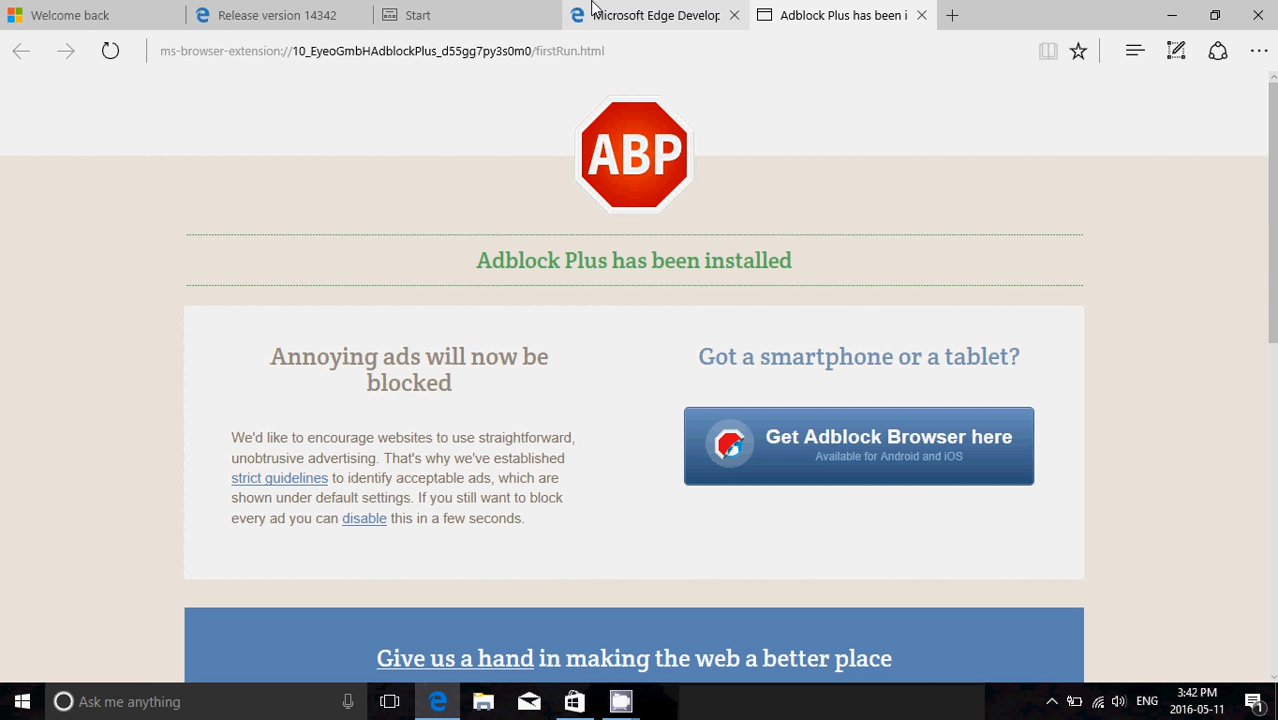 Welcome back
Release version 14342
Start
Microsoft Edge Develop
Adblock Plus has been i
ms-browser-extension://10_EyeoGmbHAdblockPlus_d55gg7py3s0m0/firstRun.html
ABP
Adblock Plus has been installed
Annoying ads will now be
blocked
We'd like to encourage websites to use straightforward,
unobtrusive advertising. That's why we've established
strict guidelines to identify acceptable ads, which are
shown under default settings. If you still want to block
every ad you can disable this in a few seconds.
Got a smartphone or a tablet?
Get Adblock Browser here
Available for Android and iOS
Give us a hand in making the web a better place
Ask me anything
ENG
3:42 PM
2016-05-11
1